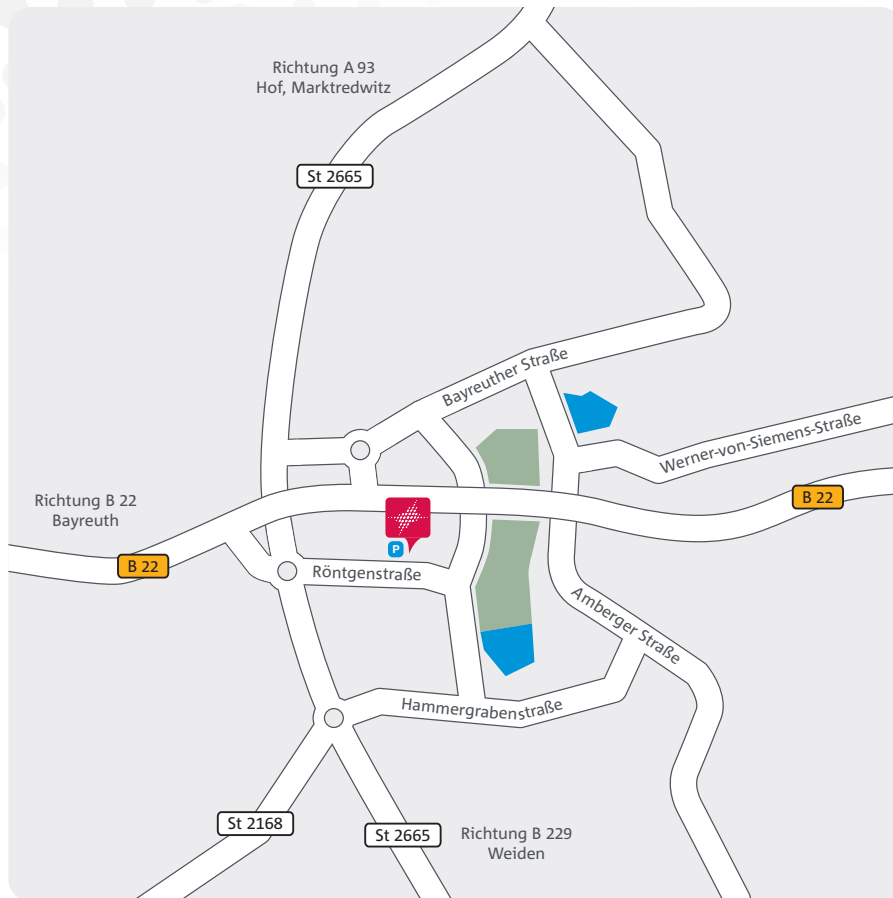 Richtung A 93
Hof, Marktredwitz
St 2665
Bayreuther Straße
Werner-von-Siemens-Straße
Richtung B 22
Bayreuth
B 22
B 22
P
Röntgenstraße
Amberger Straße
Hammergrabenstraße
St 2168
St 2665
Richtung B 229
Weiden